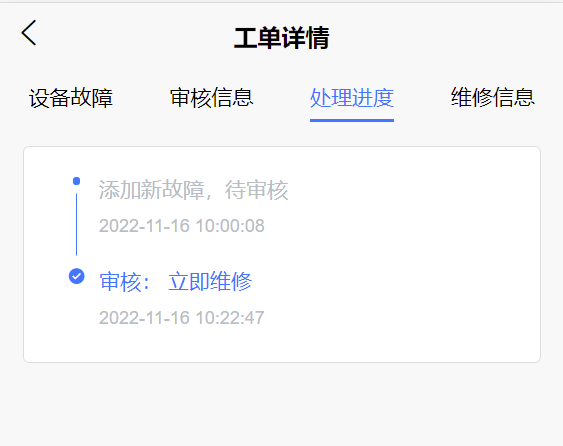 工单详情
设备故障 审核信息 处理进度 维修信息
添加新故障，待审核
2022-11-16 10:00:08
审核： 立即维修
2022-11-16 10:22:47